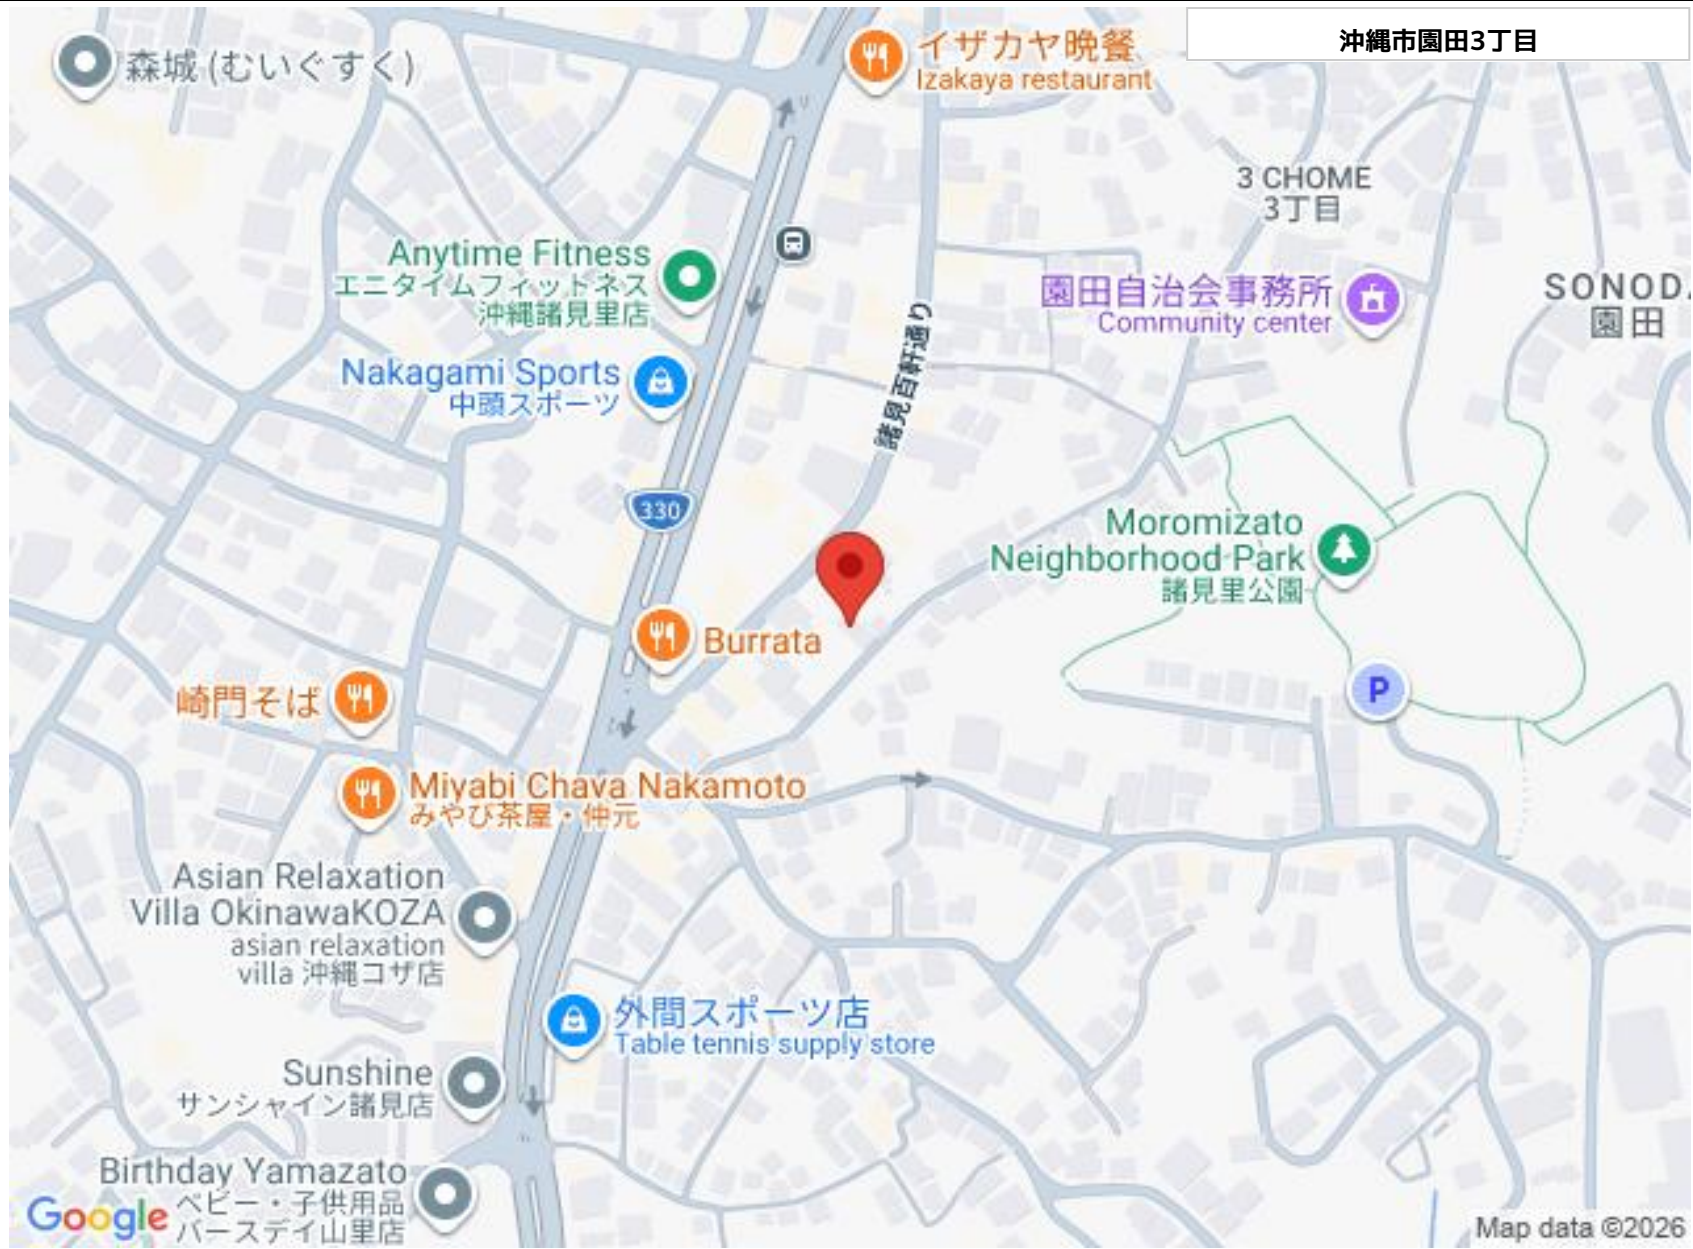 沖縄市園田3丁目
森城 (むいぐすく)
イザカヤ晩餐
Izakaya restaurant
3 CHOME
3丁目
Anytime Fitness
エニタイムフィットネス
沖縄諸見里店
園田自治会事務所
Community center
SONODA
園田
諸見百軒通り
Nakagami Sports
中頭スポーツ
330
Moromizato
Neighborhood Park
諸見里公園
Burrata
崎門そば
P
Miyabi Chaya Nakamoto
みやび茶屋・仲元
Asian Relaxation
Villa OkinawaKOZA
asian relaxation
villa 沖縄コザ店
外間スポーツ店
Table tennis supply store
Sunshine
サンシャイン諸見店
Birthday Yamazato
ベビー・子供用品
バースデイ山里店
Google
Map data ©2026